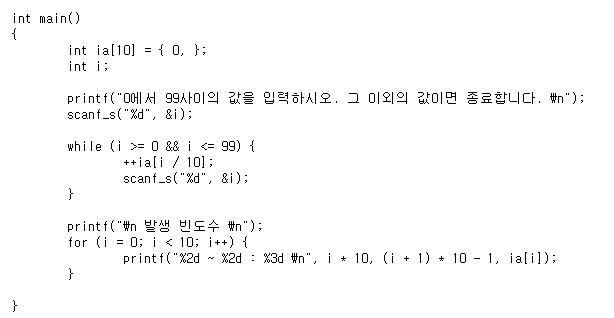 int main()
{
int ia[10] = { 0, };
int i;
printf("0에서 99사이의 값을 입력하시오. 그 이외의 값이면 종료합니다. ₩n");
scanf_s("%d", &i);
while (i >= 0 && i <= 99) {
++ia[i / 10];
scanf_s("%d", &i);
}
printf("₩n 발생 빈도수 ₩n");
for (i = 0; i < 10; i++) {
printf("%2d ~ %2d : %3d ₩n", i * 10, (i + 1) * 10 - 1, ia[i]);
}
}